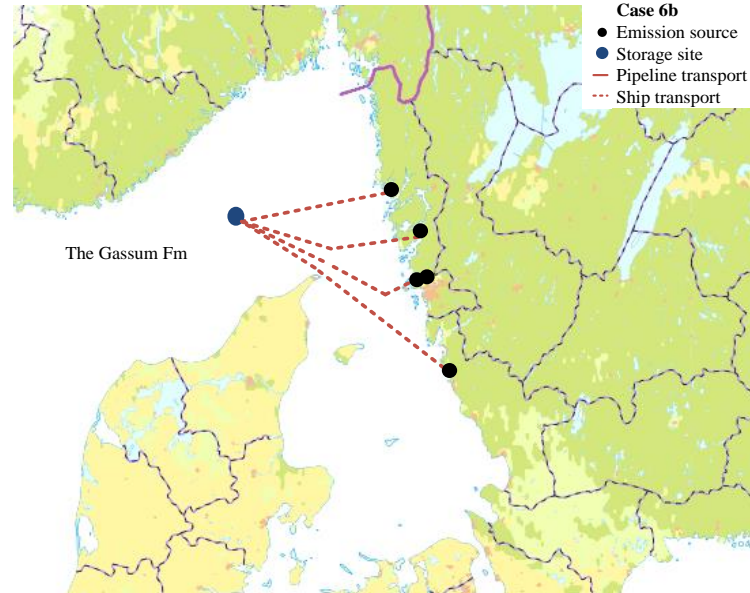 Case 6b
Emission source
Storage site
Pipeline transport
Ship transport
The Gassum Fm